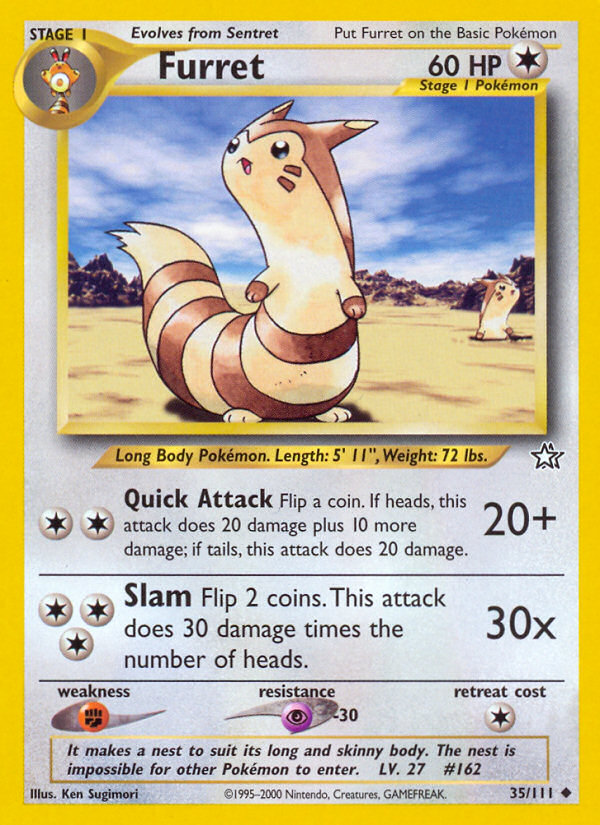 STAGE 1 Evolves from Sentret Put Furret on the Basic Pokémon
Furret 60 HP
Stage 1 Pokémon
Long Body Pokémon. Length: 5' 11", Weight: 72 lbs.
Quick Attack Flip a coin. If heads, this
attack does 20 damage plus 10 more
damage; if tails, this attack does 20 damage.
20+
Slam Flip 2 coins. This attack
does 30 damage times the
number of heads.
30x
weakness resistance retreat cost
-30
It makes a nest to suit its long and skinny body. The nest is
impossible for other Pokémon to enter. LV. 27 #162
Illus. Ken Sugimori ©1995-2000 Nintendo, Creatures, GAMEFREAK. 35/111